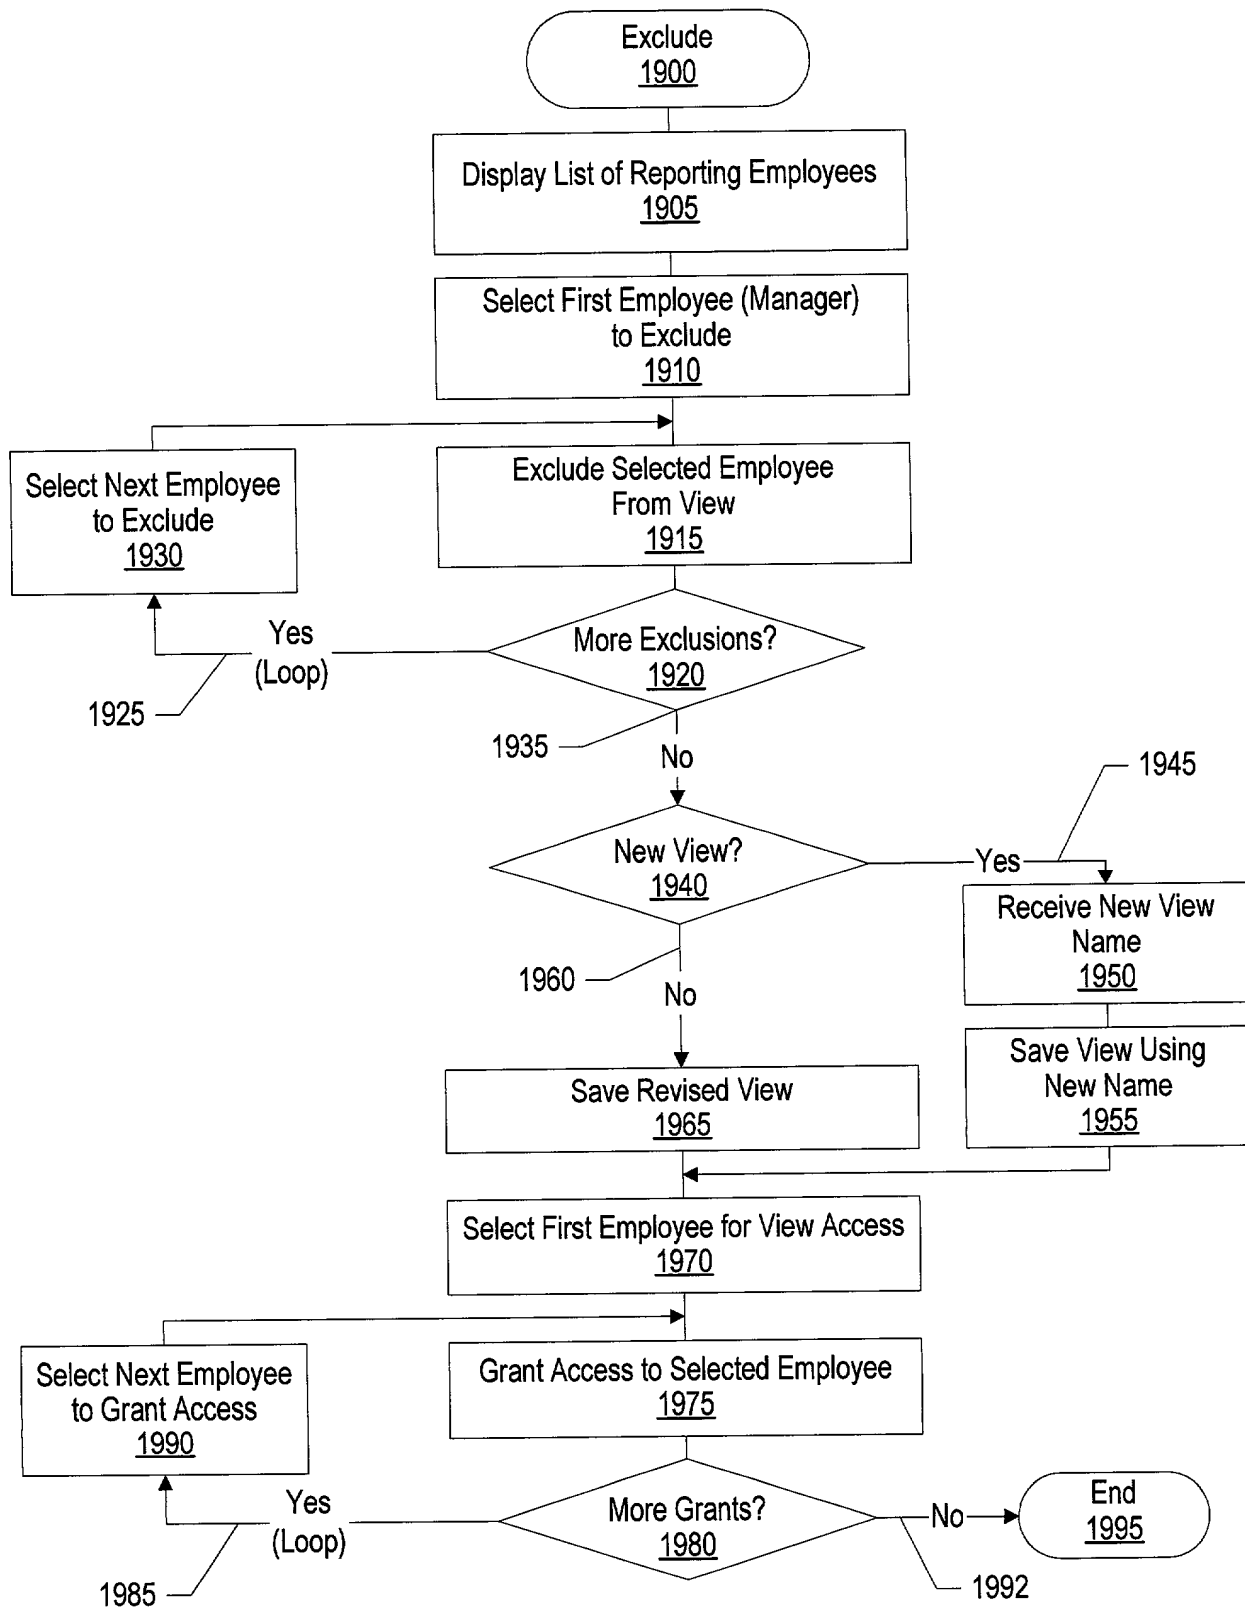 Exclude
1900
Display List of Reporting Employees
1905
Select First Employee (Manager)
to Exclude
1910
Select Next Employee
to Exclude
1930
Exclude Selected Employee
From View
1915
Yes
(Loop)
1925
More Exclusions?
1920
1935
No
1945
New View?
1940
Yes
Receive New View
Name
1950
1960
No
Save View Using
New Name
1955
Save Revised View
1965
Select First Employee for View Access
1970
Select Next Employee
to Grant Access
1990
Grant Access to Selected Employee
1975
Yes
(Loop)
1985
More Grants?
1980
No
1992
End
1995